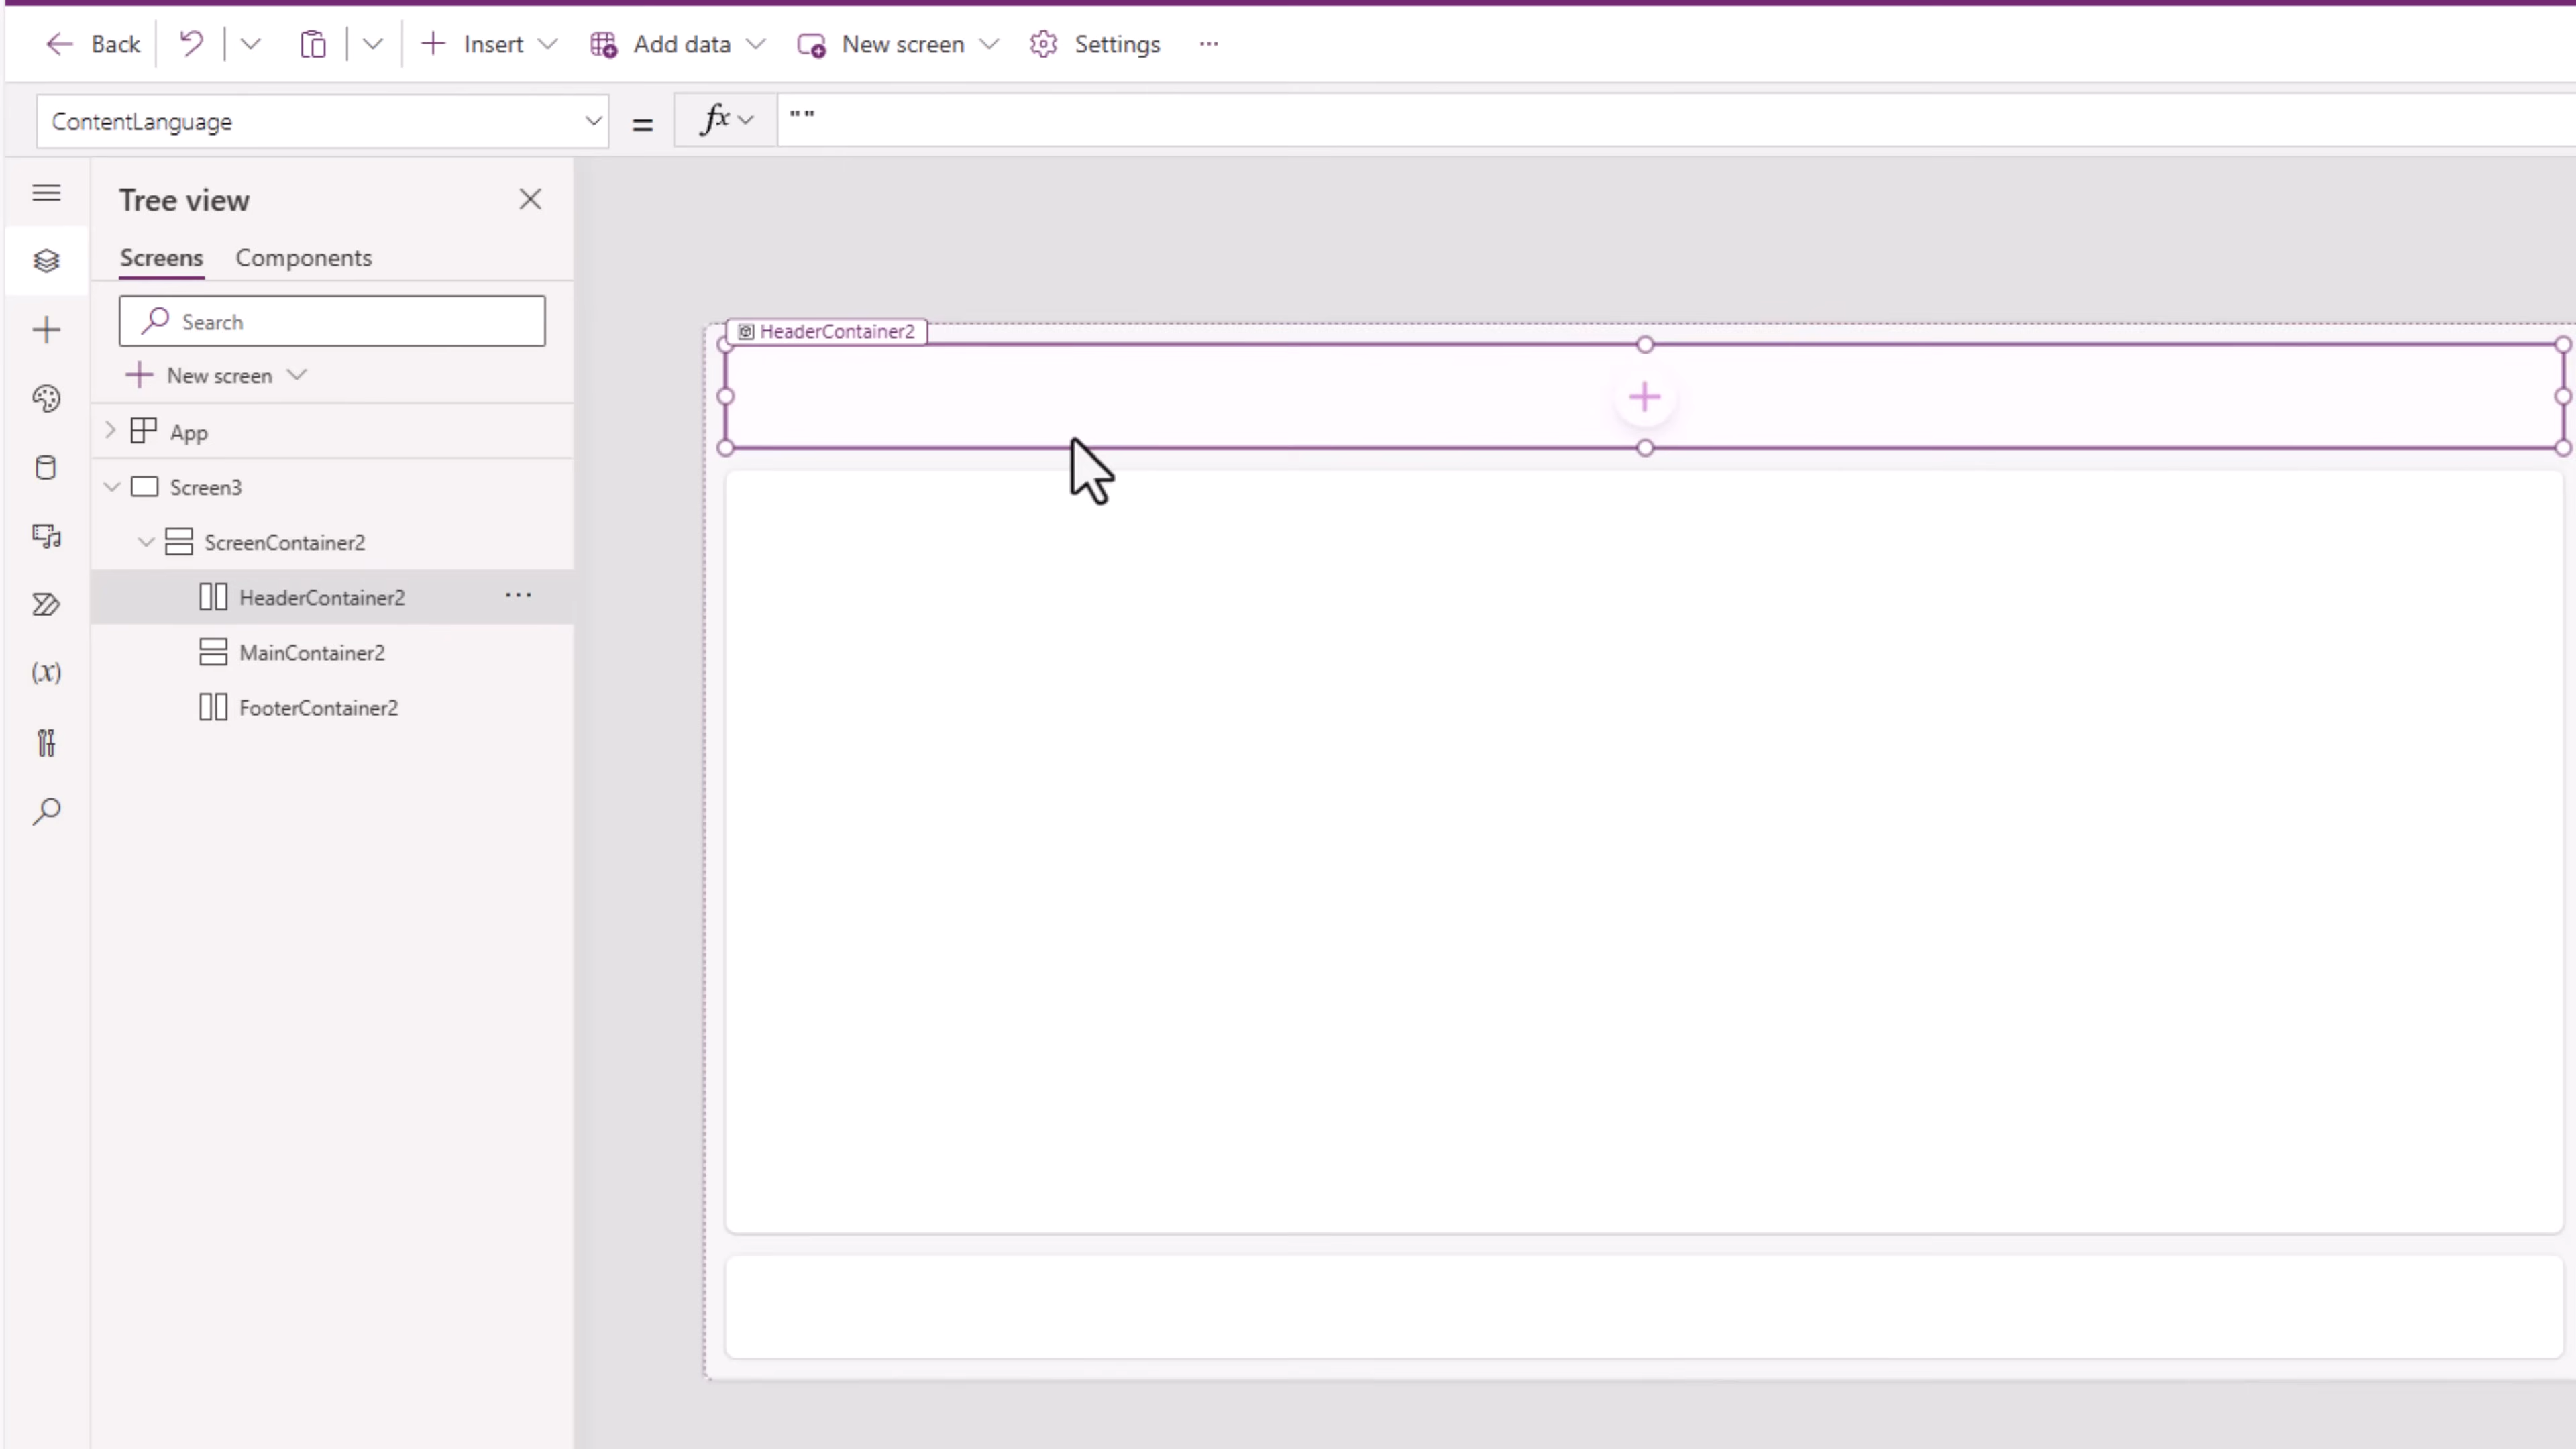 Back Insert Add data New screen Settings ...
ContentLanguage = fx ""
Tree view
Screens Components
Search
New screen
App
Screen3
ScreenContainer2
HeaderContainer2 ...
MainContainer2
FooterContainer2
(x)
HeaderContainer2